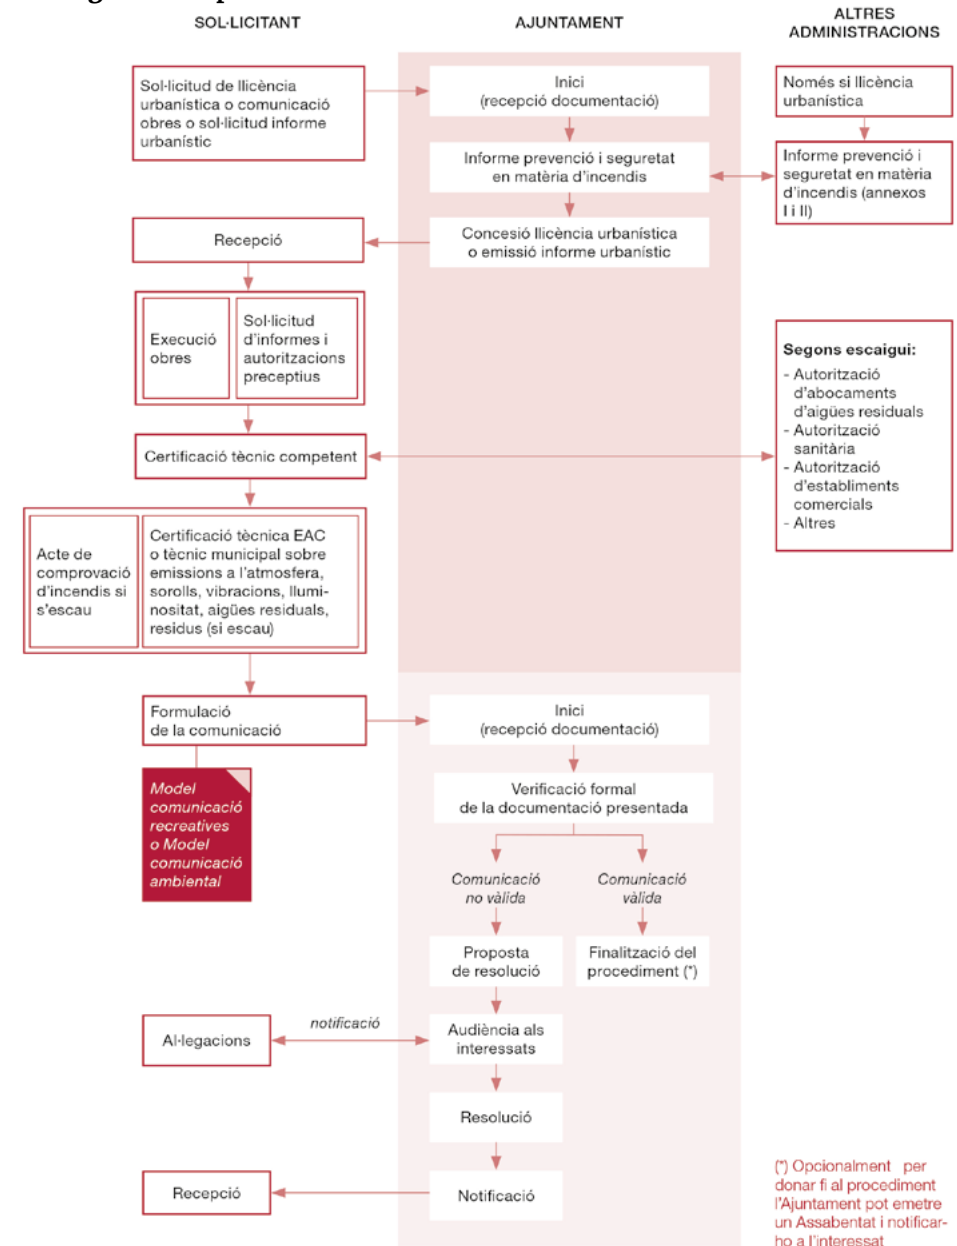 SOL·LICITANT
AJUNTAMENT
ALTRES
ADMINISTRACIONS
Sol·licitud de llicència
urbanística o comunicació
obres o sol·licitud informe
urbanístic
Inici
(recepció documentació)
Només si llicència
urbanística
Informe prevenció i seguretat
en matèria d'incendis
Informe prevenció i
seguretat en matèria
d'incendis (annexos
I i II)
Recepció
Concesió llicència urbanística
o emissió informe urbanístic
Execució
obres
Sol·licitud
d'informes i
autoritzacions
preceptius
Segons escaigui:
- Autorització
d'abocaments
d'aigües residuals
- Autorització
sanitària
- Autorització
d'establiments
comercials
- Altres
Certificació tècnic competent
Acte de
comprovació
d'incendis si
s'escau
Certificació tècnica EAC
o tècnic municipal sobre
emissions a l'atmosfera,
sorolls, vibracions, llumi-
nositat, aigües residuals,
residus (si escau)
Formulació
de la comunicació
Inici
(recepció documentació)
Model
comunicació
recreatives
o Model
comunicació
ambiental
Verificació formal
de la documentació presentada
Comunicació
no vàlida
Comunicació
vàlida
Proposta
de resolució
Finalització del
procediment (*)
Al·legacions
notificació
Audiència als
interessats
Resolució
Recepció
Notificació
(*) Opcionalment per
donar fi al procediment
l'Ajuntament pot emetre
un Assabentat i notificar-
ho a l'interessat